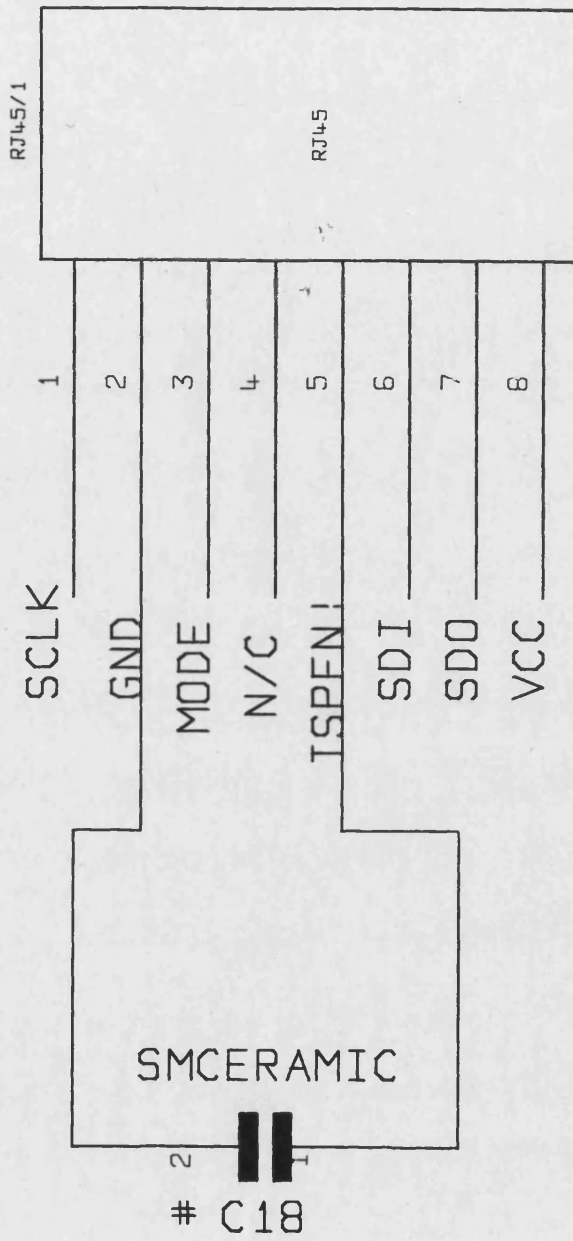 RJ45/1
RJ45
1
2
3
4
5
6
7
8
SCLK
GND
MODE
N/C
SDI
SDO
VCC
SMCERAMIC
2
1
# C18